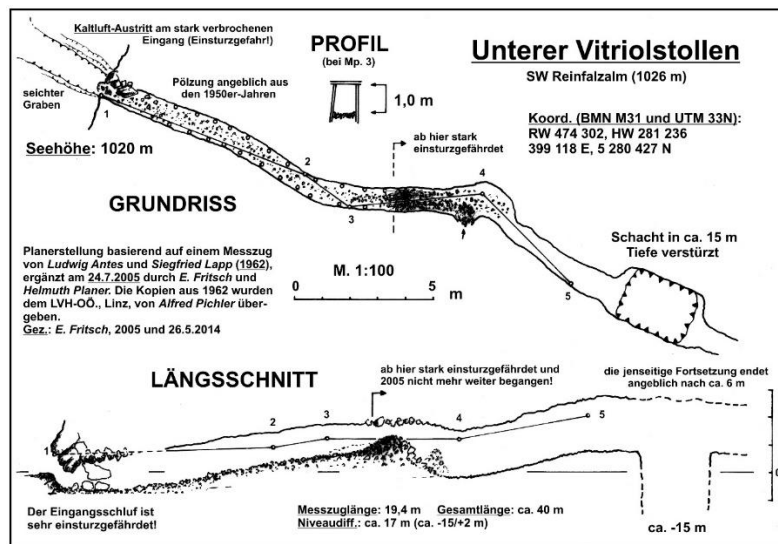 Kaltluft-Austritt am stark verbrochenen
Eingang (Einsturzgefahr!)
PROFIL
(bei Mp. 3)
1,0 m
Unterer Vitriolstollen
SW Reinfalzalm (1026 m)
Koord. (BMN M31 und UTM 33N):
RW 474 302, HW 281 236
399 118 E, 5 280 427 N
Pölzung angeblich aus
den 1950er-Jahren
seichter
Graben
1
Seehöhe: 1020 m
ab hier stark
einsturzgefährdet
2
3
4
5
GRUNDRISS
Schacht in ca. 15 m
Tiefe verstürzt
Planerstellung basierend auf einem Messzug
von Ludwig Antes und Siegfried Lapp (1962),
ergänzt am 24.7.2005 durch E. Fritsch und
Helmuth Planer. Die Kopien aus 1962 wurden
dem LVH-OÖ., Linz, von Alfred Pichler über-
geben.
Gez.: E. Fritsch, 2005 und 26.5.2014
M. 1:100
0 5
m
LÄNGSSCHNITT
ab hier stark einsturzgefährdet und
2005 nicht mehr weiter begangen!
die jenseitige Fortsetzung endet
angeblich nach ca. 6 m
1
2
3
4
5
0
Der Eingangsschluf ist
sehr einsturzgefährdet!
Messzuglänge: 19,4 m Gesamtlänge: ca. 40 m
Niveaudiff.: ca. 17 m (ca. -15/+2 m)
ca. -15 m